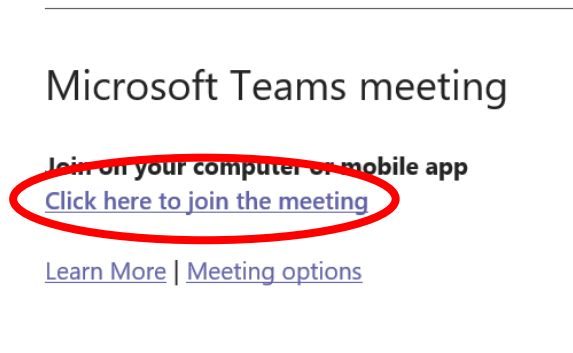 Microsoft Teams meeting
Join on your computer or mobile app
Click here to join the meeting
Learn More | Meeting options